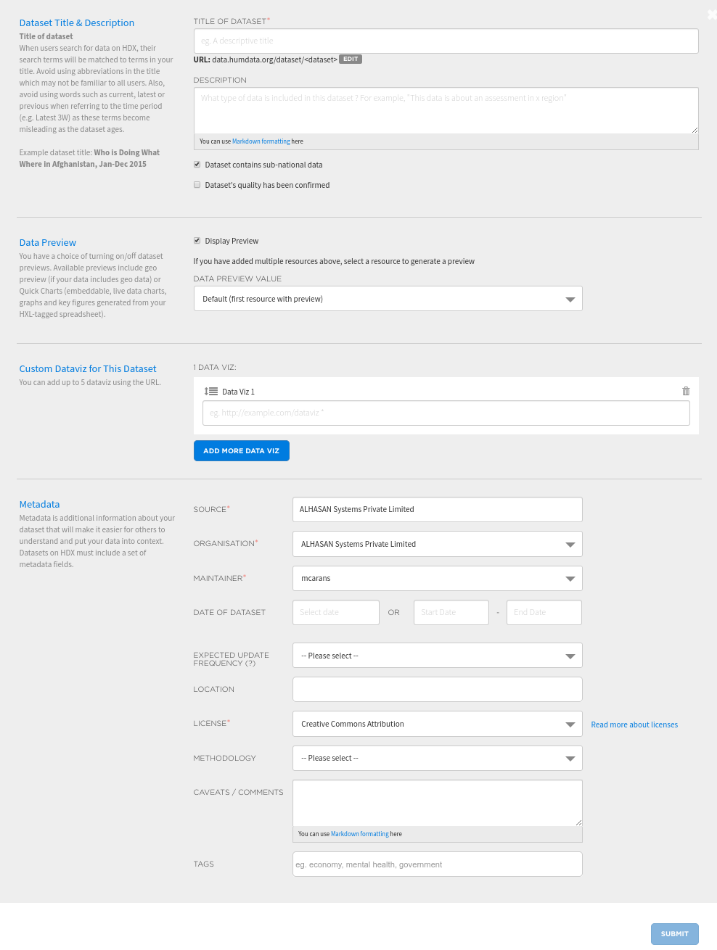 Dataset Title & Description
Title of dataset
When users search for data on HDX, their
search terms will be matched to terms in your
title. Avoid using abbreviations in the title
which may not be familiar to all users. Also,
avoid using words such as current, latest or
previous when referring to the time period
(e.g. Latest 3W) as these terms become
misleading as the dataset ages.
Example dataset title: Who is Doing What
Where in Afghanistan, Jan-Dec 2015
TITLE OF DATASET*
eg. A descriptive title
URL: data.humdata.org/dataset/<dataset> EDIT
DESCRIPTION
What type of data is included in this dataset ? For example, "This data is about an assessment in x region"
You can use Markdown formatting here
Dataset contains sub-national data
Dataset's quality has been confirmed
Data Preview
You have a choice of turning on/off dataset
previews. Available previews include geo
preview (if your data includes geo data) or
Quick Charts (embeddable, live data charts,
graphs and key figures generated from your
HXL-tagged spreadsheet).
Display Preview
If you have added multiple resources above, select a resource to generate a preview
DATA PREVIEW VALUE
Default (first resource with preview)
Custom Dataviz for This Dataset
You can add up to 5 dataviz using the URL.
1 DATA VIZ:
Data Viz 1
eg. http://example.com/dataviz *
ADD MORE DATA VIZ
Metadata
Metadata is additional information about your
dataset that will make it easier for others to
understand and put your data into context.
Datasets on HDX must include a set of
metadata fields.
SOURCE* ALHASAN Systems Private Limited
ORGANISATION* ALHASAN Systems Private Limited
MAINTAINER* mcarans
DATE OF DATASET Select date OR Start Date - End Date
EXPECTED UPDATE
FREQUENCY (?) -- Please select --
LOCATION
LICENSE* Creative Commons Attribution Read more about licenses
METHODOLOGY -- Please select --
CAVEATS / COMMENTS
You can use Markdown formatting here
TAGS eg. economy, mental health, government
SUBMIT